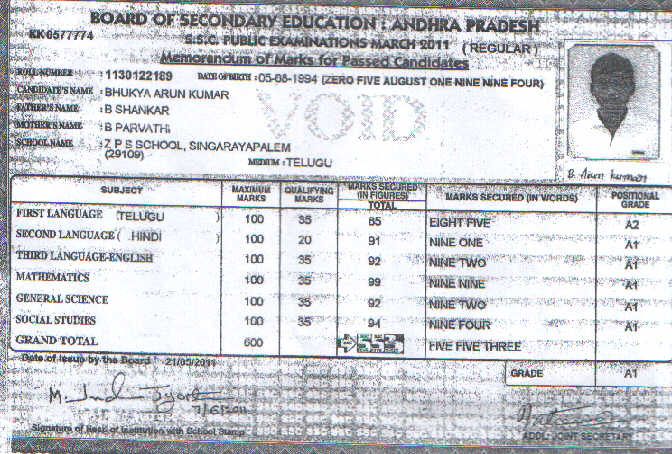 BOARD OF SECONDARY EDUCATION : ANDHRA PRADESH
KK 0577774
S.S.C. PUBLIC EXAMINATIONS MARCH 2011 (REGULAR)
Memorandum of Marks for Passed Candidates
ROLL NUMBER : 1130122189 DATE OF BIRTH : 05-08-1994 (ZERO FIVE AUGUST ONE NINE NINE FOUR)
CANDIDATE'S NAME : BHUKYA ARUN KUMAR
FATHER'S NAME : B SHANKAR
MOTHER'S NAME : B PARVATHI
VOID
SCHOOL NAME : Z P S SCHOOL, SINGARAYAPALEM
(29109) MEDIUM : TELUGU
B. Arun kumar
SUBJECT MAXIMUM MARKS QUALIFYING MARKS MARKS SECURED (IN FIGURES) TOTAL MARKS SECURED (IN WORDS) POSITIONAL GRADE
FIRST LANGUAGE (TELUGU ) 100 35 85 EIGHT FIVE A2
SECOND LANGUAGE ( HINDI ) 100 20 91 NINE ONE A1
THIRD LANGUAGE-ENGLISH 100 35 92 NINE TWO A1
MATHEMATICS 100 35 99 NINE NINE A1
GENERAL SCIENCE 100 35 92 NINE TWO A1
SOCIAL STUDIES 100 35 94 NINE FOUR A1
GRAND TOTAL 600 FIVE FIVE THREE
GRADE A1
Date of Issue by the Board 21/05/2011
7/6/2011
Signature of Head of Institution with School Stamp
ADDL. JOINT SECRETARY